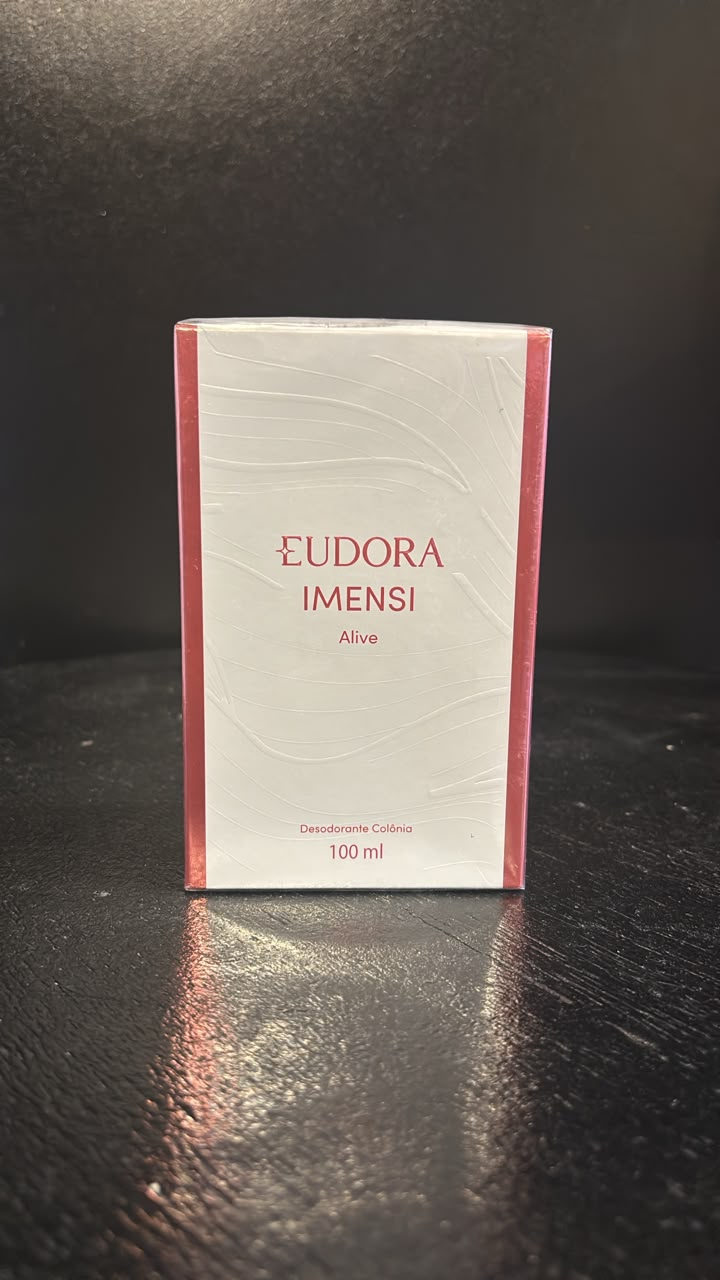 EUDORA
IMENSI
Alive
Desodorante Colônia
100 ml